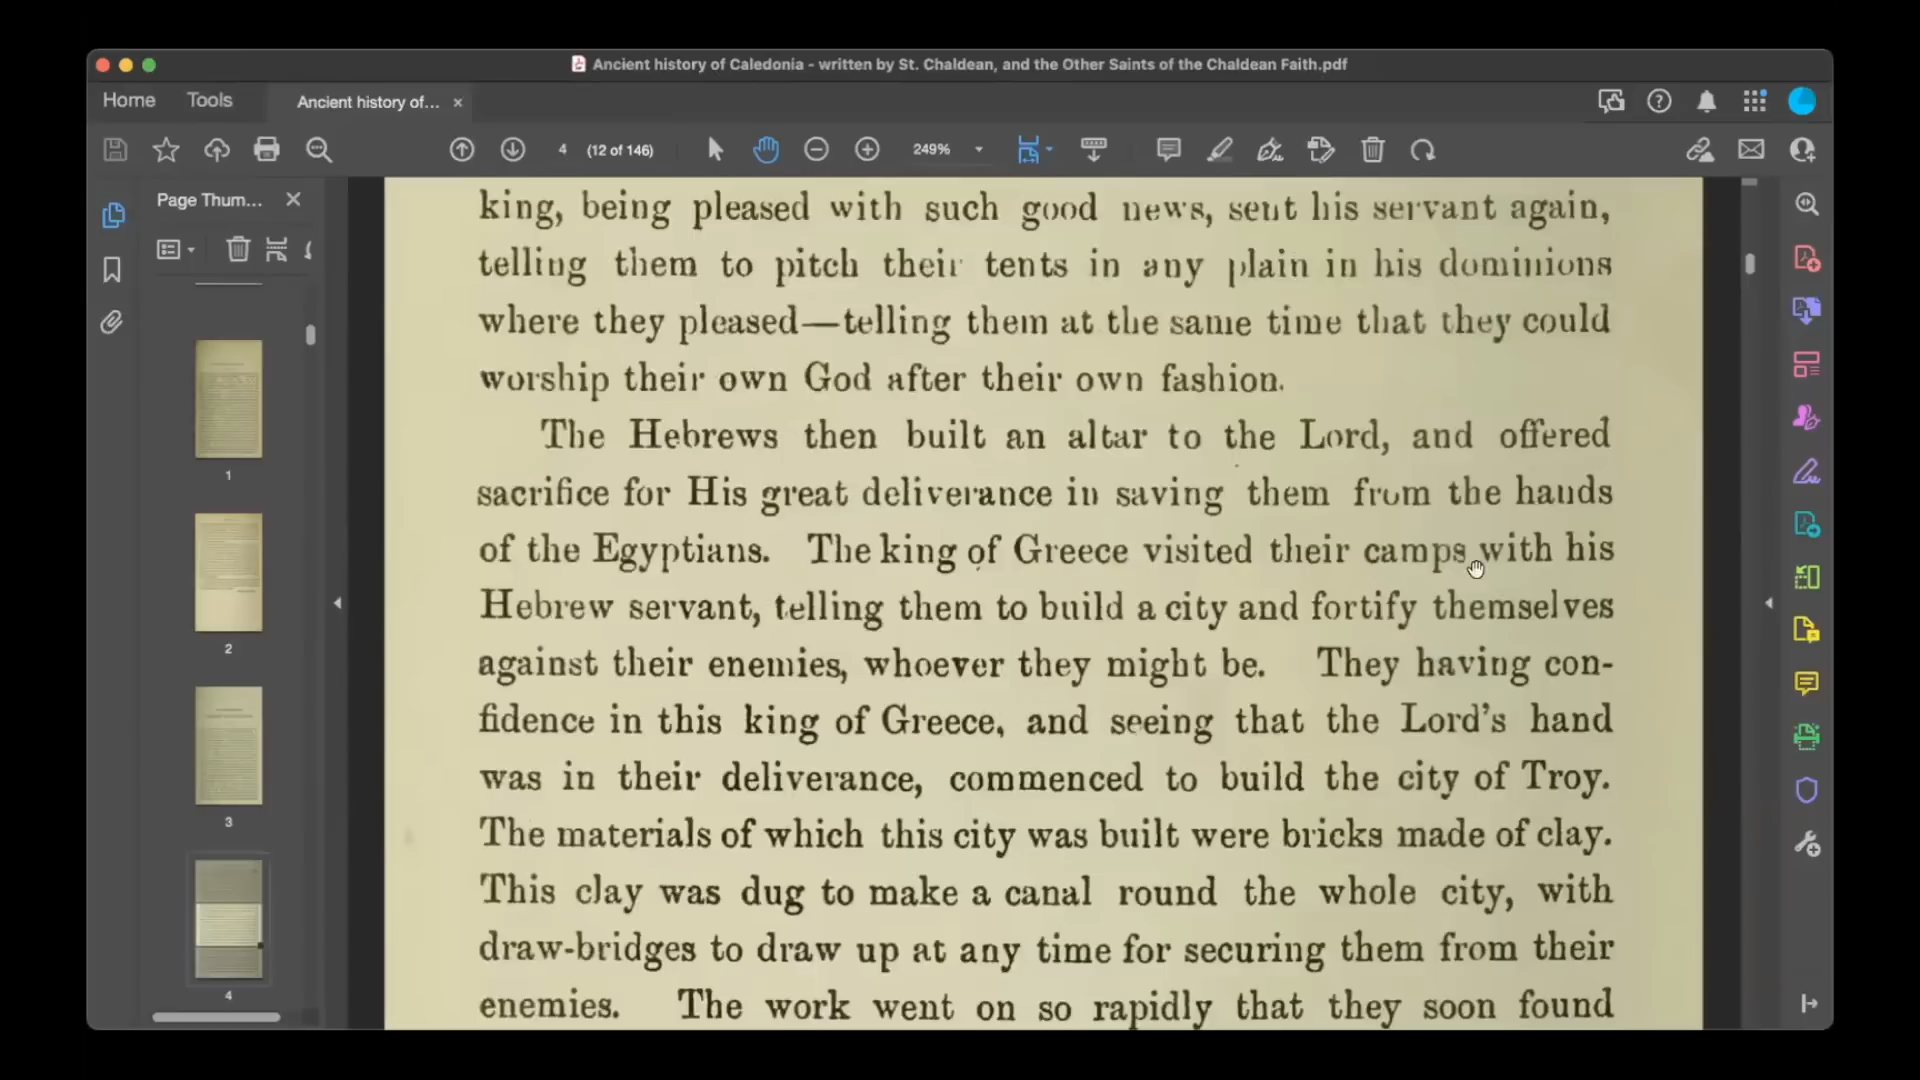 Ancient history of Caledonia - written by St. Chaldean, and the Other Saints of the Chaldean Faith.pdf
Home
Tools
Ancient history of...
4 (12 of 146)
249%
Page Thum...
1
2
3
4
king, being pleased with such good news, sent his servant again,
telling them to pitch their tents in any plain in his dominions
where they pleased—telling them at the same time that they could
worship their own God after their own fashion.
The Hebrews then built an altar to the Lord, and offered
sacrifice for His great deliverance in saving them from the hands
of the Egyptians. The king of Greece visited their camps with his
Hebrew servant, telling them to build a city and fortify themselves
against their enemies, whoever they might be. They having con-
fidence in this king of Greece, and seeing that the Lord's hand
was in their deliverance, commenced to build the city of Troy.
The materials of which this city was built were bricks made of clay.
This clay was dug to make a canal round the whole city, with
draw-bridges to draw up at any time for securing them from their
enemies. The work went on so rapidly that they soon found